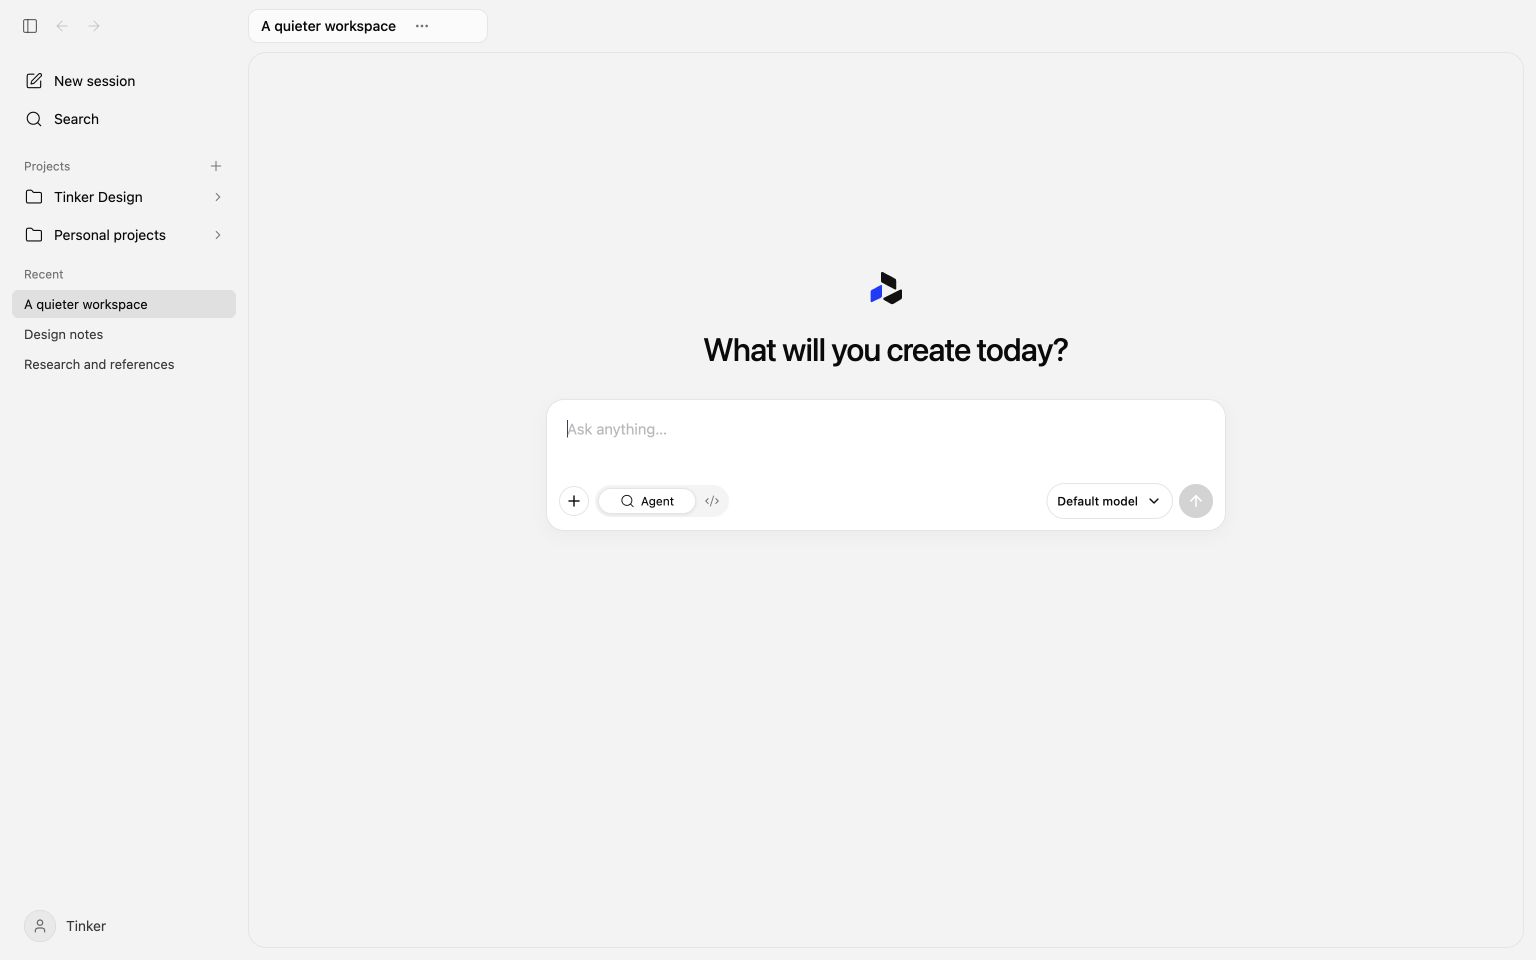 A quieter workspace
New session
Search
Projects
Tinker Design
Personal projects
Recent
A quieter workspace
Design notes
Research and references
What will you create today?
Ask anything...
Agent
Default model
Tinker